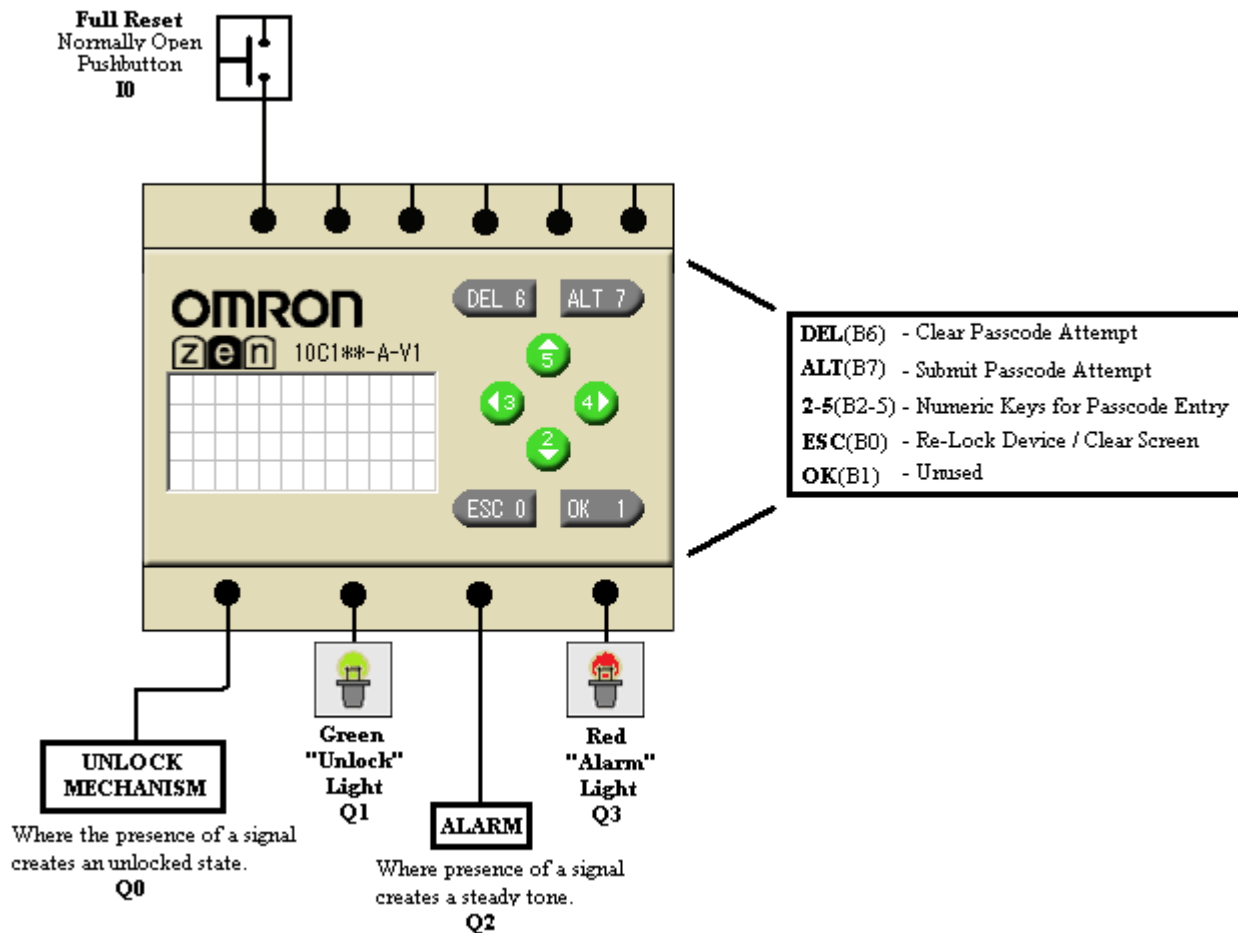 Full Reset
Normally Open
Pushbutton
I0
OMRON
zen 10C1**-A-V1
DEL 6
ALT 7
5
3
4
2
ESC 0
OK 1
DEL(B6) - Clear Passcode Attempt
ALT(B7) - Submit Passcode Attempt
2-5(B2-5) - Numeric Keys for Passcode Entry
ESC(B0) - Re-Lock Device / Clear Screen
OK(B1) - Unused
UNLOCK
MECHANISM
Where the presence of a signal
creates an unlocked state.
Q0
Green
"Unlock"
Light
Q1
ALARM
Where presence of a signal
creates a steady tone.
Q2
Red
"Alarm"
Light
Q3